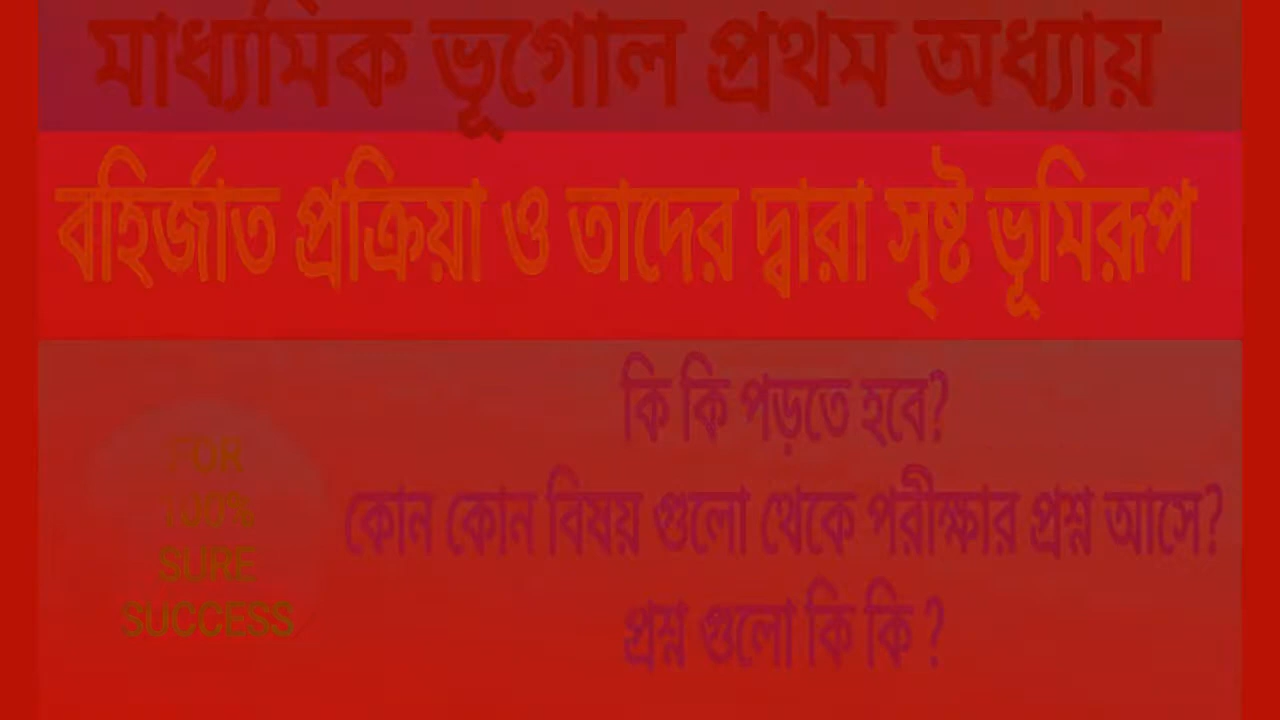 মাধ্যমিক ভূগোল প্রথম অধ্যায়
বহির্জাত প্রক্রিয়া ও তাদের দ্বারা সৃষ্ট ভূমিরূপ
কি কি পড়তে হবে?
কোন কোন বিষয় গুলো থেকে পরীক্ষার প্রশ্ন আসে?
প্রশ্ন গুলো কি কি ?
FOR
100%
SURE
SUCCESS